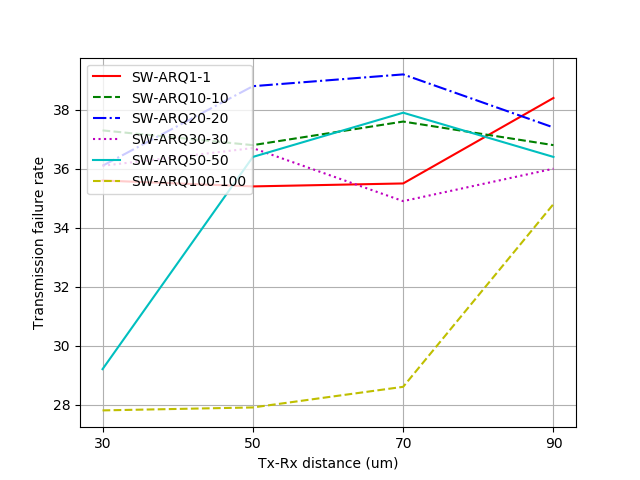 SW-ARQ1-1
SW-ARQ10-10
SW-ARQ20-20
SW-ARQ30-30
SW-ARQ50-50
SW-ARQ100-100
38
36
34
32
30
28
Transmission failure rate
30 50 70 90
Tx-Rx distance (um)